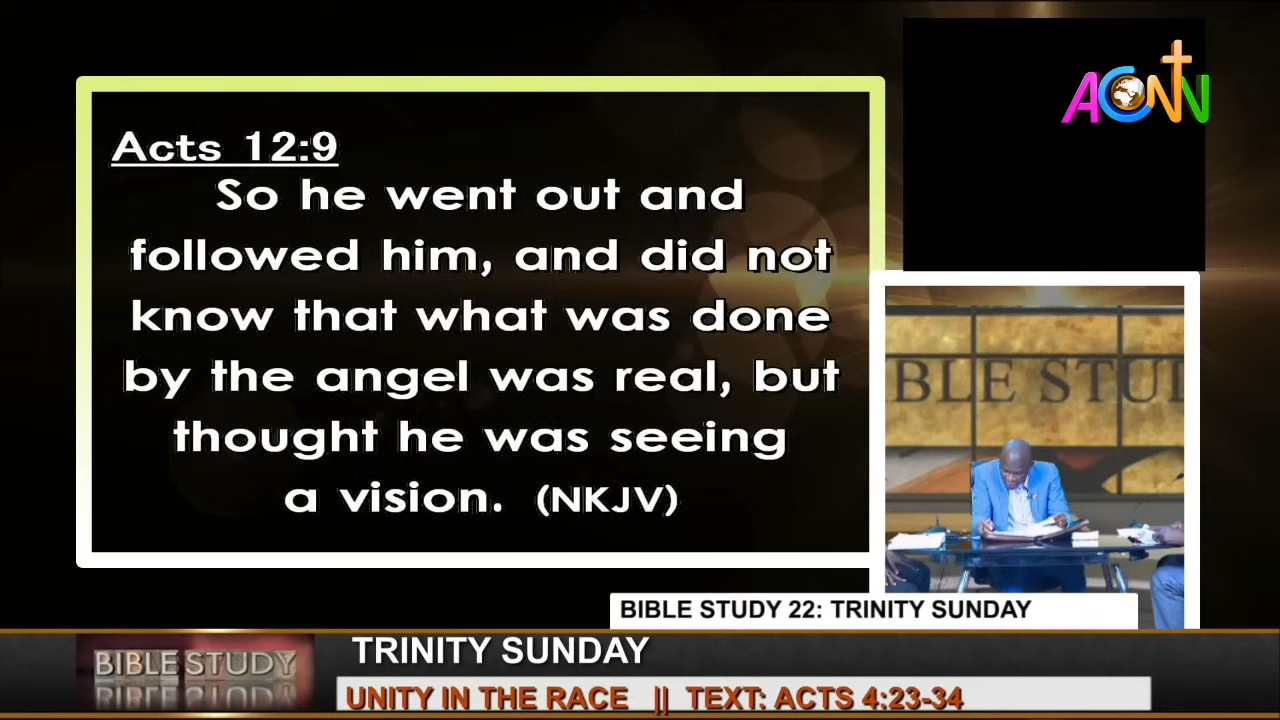 ACNN
Acts 12:9
So he went out and
followed him, and did not
know that what was done
by the angel was real, but
thought he was seeing
a vision. (NKJV)
BLE STU
BIBLE STUDY 22: TRINITY SUNDAY
BIBLE STUDY
TRINITY SUNDAY
UNITY IN THE RACE || TEXT: ACTS 4:23-34